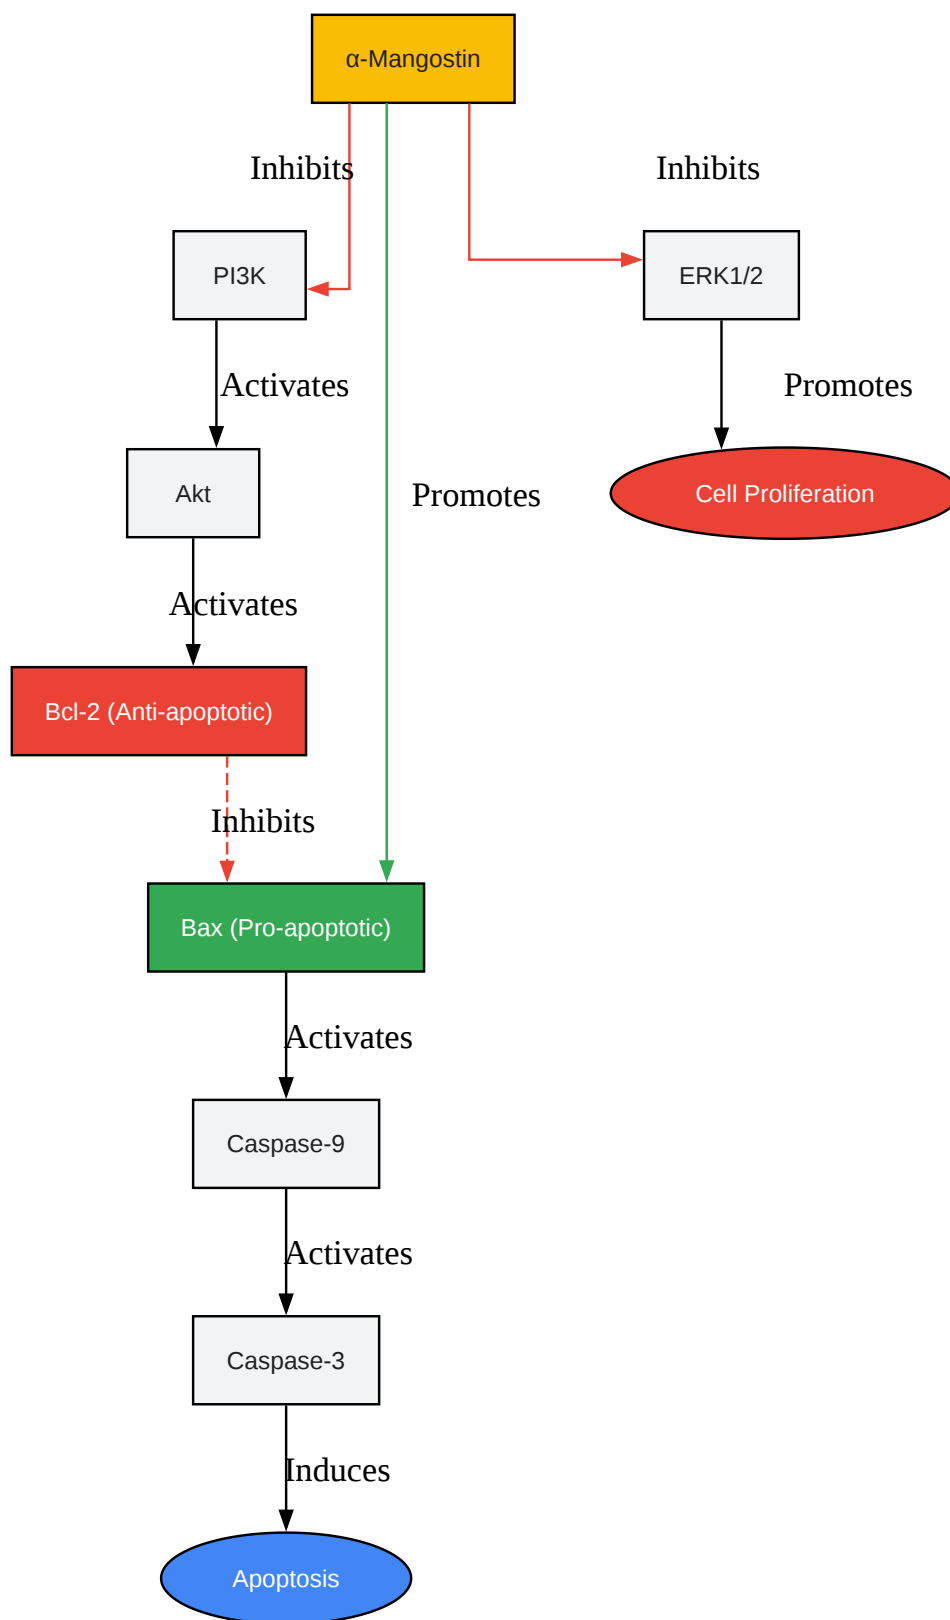 α-Mangostin
Inhibits
Inhibits
PI3K
ERK1/2
Activates
Promotes
Akt
Promotes
Cell Proliferation
Activates
Bcl-2 (Anti-apoptotic)
Inhibits
Bax (Pro-apoptotic)
Activates
Caspase-9
Activates
Caspase-3
Induces
Apoptosis